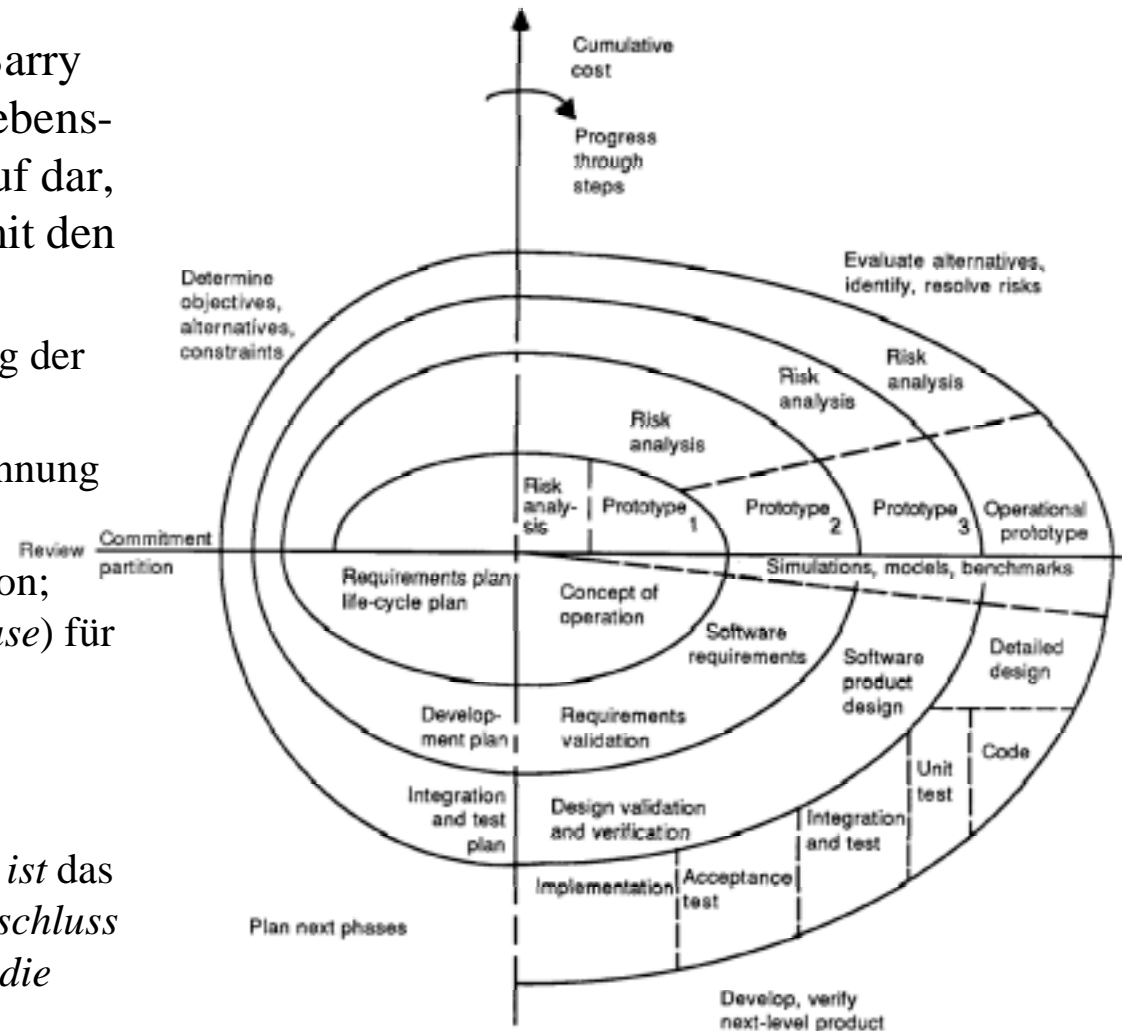 Barry
ebens-
uf dar,
mit den
g der
hnung
on;
use) für
ist das
schluss
die
Cumulative
cost
Progress
through
steps
Determine
objectives,
alternatives,
constraints
Evaluate alternatives,
identify, resolve risks
Risk
analysis
Risk
analysis
Risk
analysis
Risk
analy-
sis
Prototype 1
Prototype 2
Prototype 3
Operational
prototype
Review
Commitment
partition
Simulations, models, benchmarks
Requirements plan
life-cycle plan
Concept of
operation
Software
requirements
Software
product
design
Detailed
design
Develop-
ment plan
Requirements
validation
Code
Unit
test
Integration
and test
plan
Design validation
and verification
Integration
and test
Implementation
Acceptance
test
Plan next phases
Develop, verify
next-level product